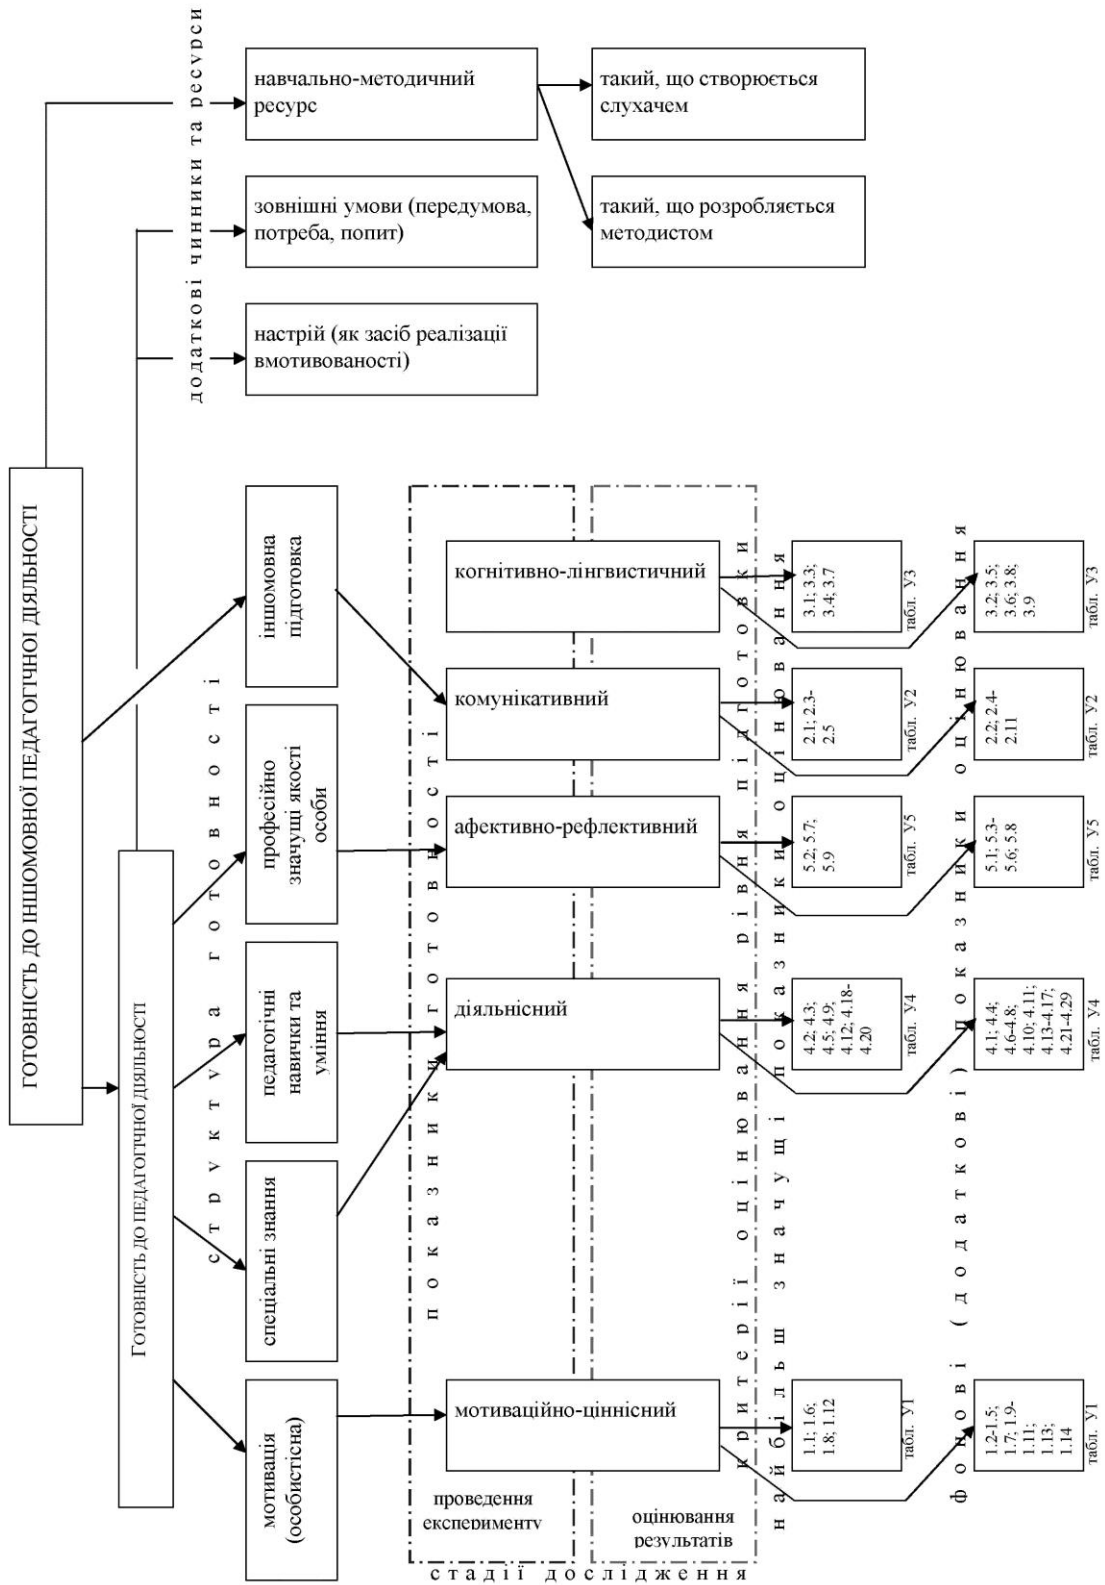 ГОТОВНІСТЬ ДО ІНШОМОВНОЇ ПЕДАГОГІЧНОЇ ДІЯЛЬНОСТІ
ГОТОВНІСТЬ ДО ПЕДАГОГІЧНОЇ ДІЯЛЬНОСТІ
додаткові чинники та ресурси
навчально-методичний
ресурс
такий, що створюється
слухачем
такий, що розробляється
методистом
зовнішні умови (передумова,
потреба, попит)
настрій (як засіб реалізації
вмотивованості)
структура готовності
мотивація
(особистісна)
спеціальні знання
педагогічні
навички та
уміння
професійно
значущі якості
особи
іншомовна
підготовка
показники готовності
когнітивно-лінгвистичний
комунікативний
афективно-рефлективний
діяльнісний
мотиваційно-ціннісний
проведення
експерименту
оцінювання
результатів
стадії дослідження
критерії оцінювання рівня підготовки
найбільш значущі показники оцінювання
1.1; 1.6;
1.8; 1.12
табл. У1
4.2; 4.3;
4.5; 4.9;
4.12; 4.18-
4.20
табл. У4
5.2; 5.7;
5.9
табл. У5
2.1; 2.3-
2.5
табл. У2
3.1; 3.3;
3.4; 3.7
табл. У3
фонові (додаткові) показники оцінювання
1.2-1.5;
1.7; 1.9-
1.11;
1.13;
1.14
табл. У1
4.1; 4.4;
4.6-4.8;
4.10; 4.11;
4.13-4.17;
4.21-4.29
табл. У4
5.1; 5.3-
5.6; 5.8
табл. У5
2.2; 2.4-
2.11
табл. У2
3.2; 3.5;
3.6; 3.8;
3.9
табл. У3